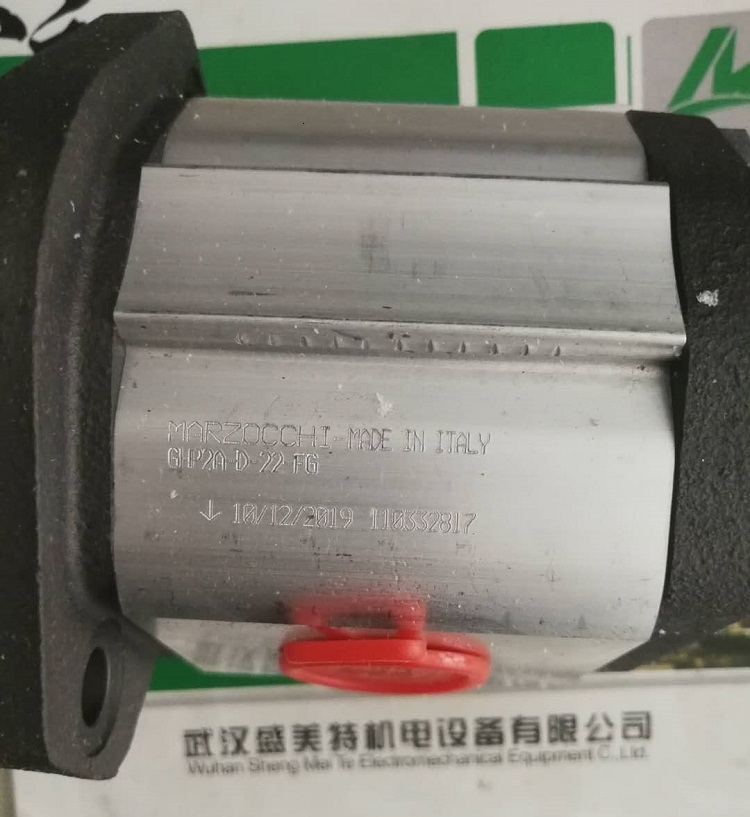 MARZOCCHI-MADE IN ITALY
GHP2A-D-22 FG
↓ 10/12/2019 110332817
武汉盛美特机电设备有限公司
Wuhan Sheng Mei Te Electromechanical Equipment C.,Ltd.